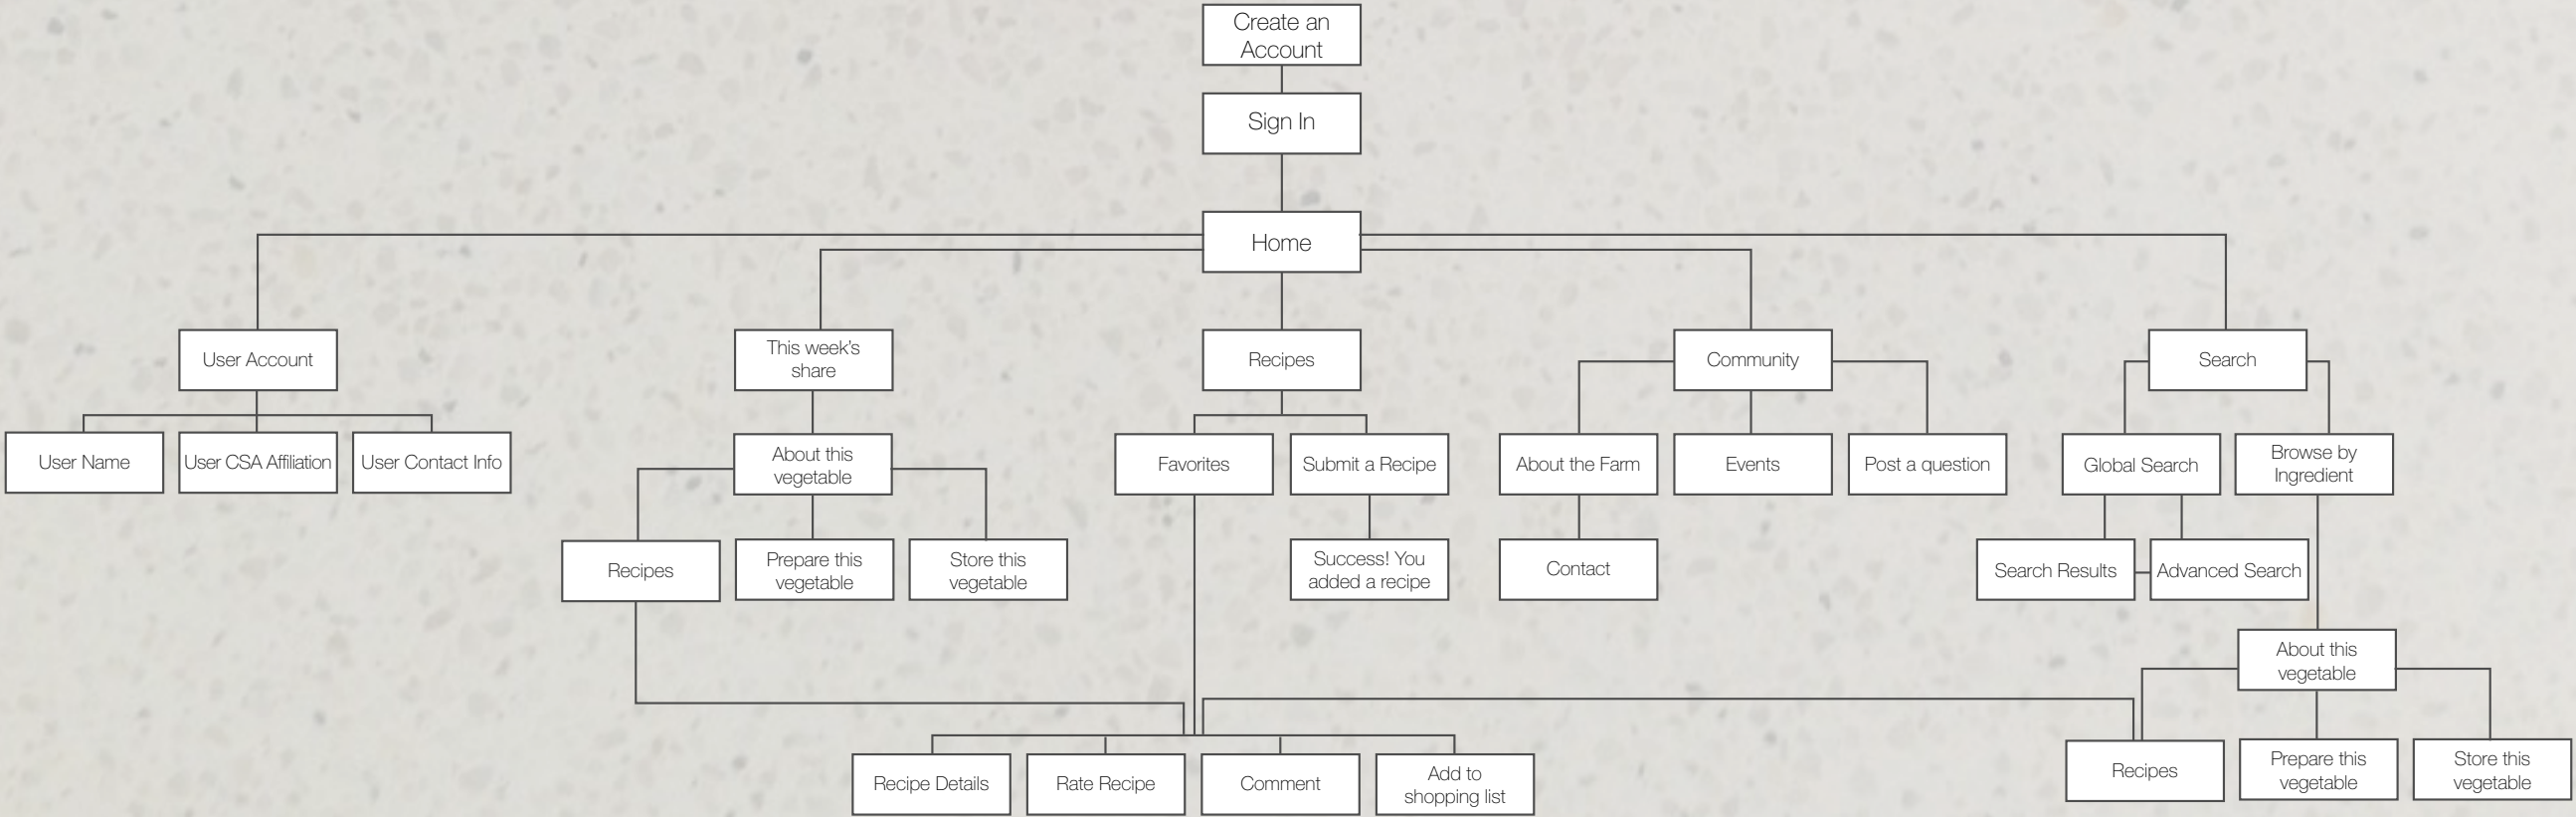 Create an
Account
Sign In
Home
User Account
This week's
share
Recipes
Community
Search
User Name
User CSA Affiliation
User Contact Info
About this
vegetable
Favorites
Submit a Recipe
About the Farm
Events
Post a question
Global Search
Browse by
Ingredient
Recipes
Prepare this
vegetable
Store this
vegetable
Success! You
added a recipe
Contact
Search Results
Advanced Search
About this
vegetable
Recipe Details
Rate Recipe
Comment
Add to
shopping list
Recipes
Prepare this
vegetable
Store this
vegetable